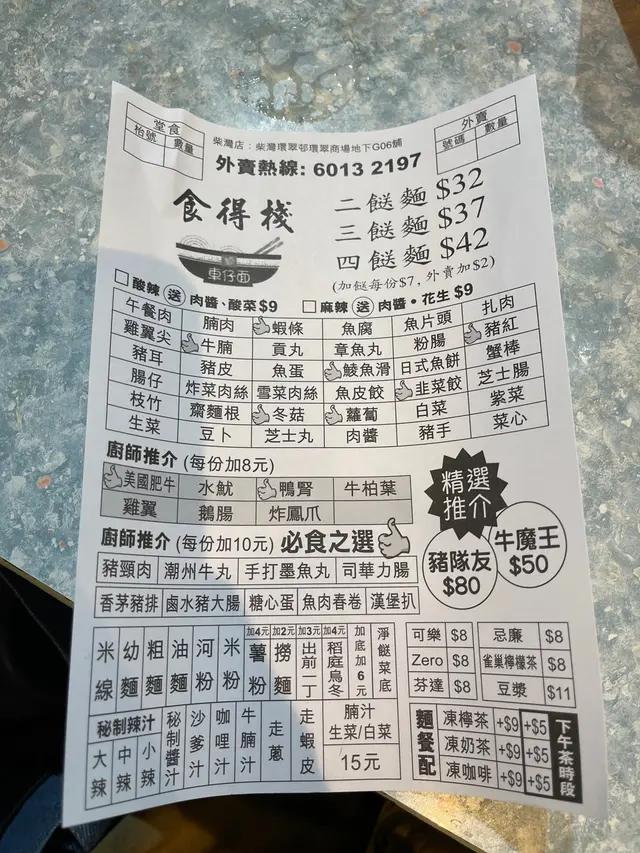 堂食
枱號 數量
外賣
號碼 數量
柴灣店：柴灣環翠邨環翠商場地下G06舖
外賣熱線: 6013 2197
食得棧
車仔面
二餸麵 $32
三餸麵 $37
四餸麵 $42
(加餸每份$7, 外賣加$2)
酸辣 送 肉醬、酸菜 $9 麻辣 送 肉醬・花生 $9
午餐肉 腩肉 蝦條 魚腐 魚片頭 扎肉
雞翼尖 牛腩 貢丸 章魚丸 粉腸 豬紅
豬耳 豬皮 魚蛋 鯪魚滑 日式魚餅 蟹棒
腸仔 炸菜肉絲 雪菜肉絲 魚皮餃 韭菜餃 芝士腸
枝竹 齋麵根 冬菇 蘿蔔 白菜 紫菜
生菜 豆卜 芝士丸 肉醬 豬手 菜心
廚師推介 (每份加8元)
美國肥牛 水魷 鴨腎 牛柏葉
雞翼 鵝腸 炸鳳爪
精選
推介
豬隊友
$80
牛魔王
$50
廚師推介 (每份加10元) 必食之選
豬頸肉 潮州牛丸 手打墨魚丸 司華力腸
香茅豬排 鹵水豬大腸 糖心蛋 魚肉春卷 漢堡扒
米線
幼麵
粗麵
油麵
河粉
米粉
加4元 薯粉
加2元 撈麵
加3元 出前一丁
加4元 稻庭烏冬
加底加6元
淨餸菜底
秘制辣汁
大辣
中辣
小辣
秘制醬汁
沙爹汁
咖哩汁
牛腩汁
走蔥
走蝦皮
腩汁
生菜/白菜
15元
可樂 $8 忌廉 $8
Zero $8 雀巢檸檬茶 $8
芬達 $8 豆漿 $11
麵餐配
凍檸茶 +$9 +$5
凍奶茶 +$9 +$5
凍咖啡 +$9 +$5
下午茶時段